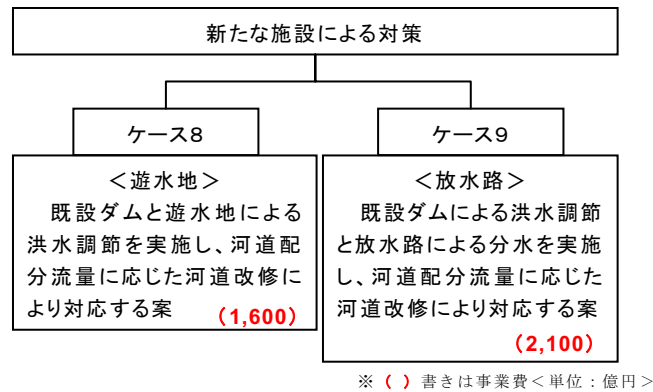 新たな施設による対策
ケース8
＜遊水地＞
既設ダムと遊水地による
洪水調節を実施し、河道配
分流量に応じた河道改修に
より対応する案
（1,600）
ケース9
＜放水路＞
既設ダムによる洪水調節
と放水路による分水を実施
し、河道配分流量に応じた
河道改修により対応する案
（2,100）
※（ ）書きは事業費＜単位：億円＞